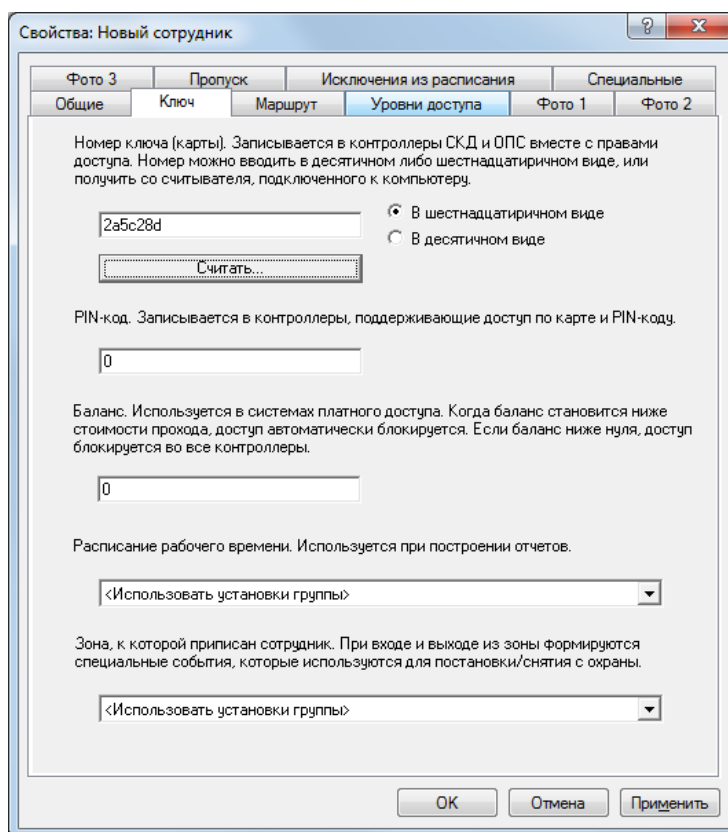 Свойства: Новый сотрудник
Фото 3 Пропуск Исключения из расписания Специальные
Общие Ключ Маршрут Уровни доступа Фото 1 Фото 2
Номер ключа (карты). Записывается в контроллеры СКД и ОПС вместе с правами
доступа. Номер можно вводить в десятичном либо шестнадцатиричном виде, или
получить со считывателя, подключенного к компьютеру.
2a5c28d
В шестнадцатиричном виде
В десятичном виде
Считать...
PIN-код. Записывается в контроллеры, поддерживающие доступ по карте и PIN-коду.
0
Баланс. Используется в системах платного доступа. Когда баланс становится ниже
стоимости прохода, доступ автоматически блокируется. Если баланс ниже нуля, доступ
блокируется во все контроллеры.
0
Расписание рабочего времени. Используется при построении отчетов.
<Использовать установки группы>
Зона, к которой приписан сотрудник. При входе и выходе из зоны формируются
специальные события, которые используются для постановки/снятия с охраны.
<Использовать установки группы>
OK Отмена Применить